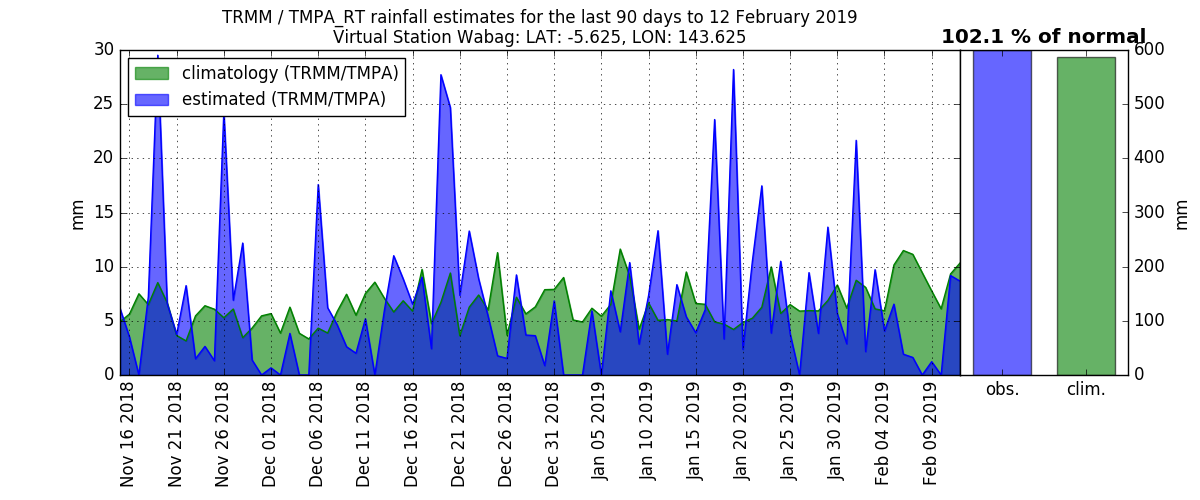 TRMM / TMPA_RT rainfall estimates for the last 90 days to 12 February 2019
Virtual Station Wabag: LAT: -5.625, LON: 143.625
102.1 % of normal
climatology (TRMM/TMPA)
estimated (TRMM/TMPA)
30
25
20
15
10
5
0
mm
Nov 16 2018
Nov 21 2018
Nov 26 2018
Dec 01 2018
Dec 06 2018
Dec 11 2018
Dec 16 2018
Dec 21 2018
Dec 26 2018
Dec 31 2018
Jan 05 2019
Jan 10 2019
Jan 15 2019
Jan 20 2019
Jan 25 2019
Jan 30 2019
Feb 04 2019
Feb 09 2019
obs.
clim.
600
500
400
300
200
100
0
mm